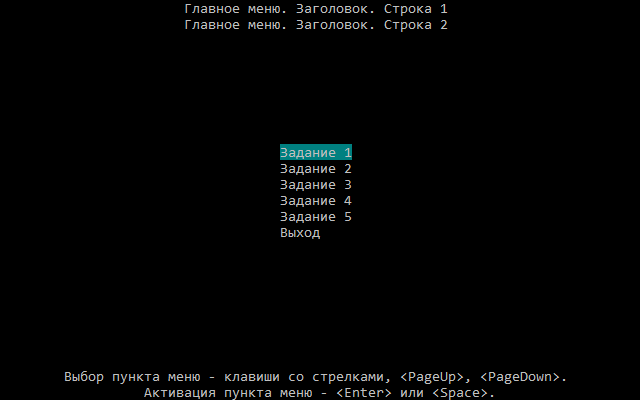 Главное меню. Заголовок. Строка 1
Главное меню. Заголовок. Строка 2
Задание 1
Задание 2
Задание 3
Задание 4
Задание 5
Выход
Выбор пункта меню - клавиши со стрелками, <PageUp>, <PageDown>.
Активация пункта меню - <Enter> или <Space>.